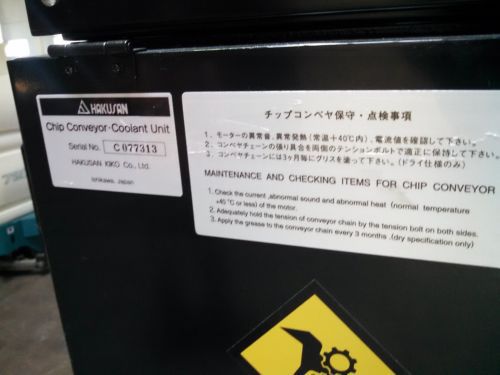 HAKUSAN
Chip Conveyor·Coolant Unit
Serial No. C077313
HAKUSAN KIKO Co., Ltd.
Ishikawa, Japan
チップコンベヤ保守・点検事項
1. モーターの異常音、異常発熱(常温+40℃内)、電流値を確認して下さい。
2. コンベヤチェーンの張り具合を両側のテンションボルトで適正に保持して下さい。
3. コンベヤチェーンには3ヶ月毎にグリスを塗って下さい。(ドライ仕様のみ)
MAINTENANCE AND CHECKING ITEMS FOR CHIP CONVEYOR
1. Check the current ,abnormal sound and abnormal heat (normal temperature
+40 °C or less) of the motor.
2. Adequately hold the tension of conveyor chain by the tension bolt on both sides.
3. Apply the grease to the conveyor chain every 3 months .(dry specification only)